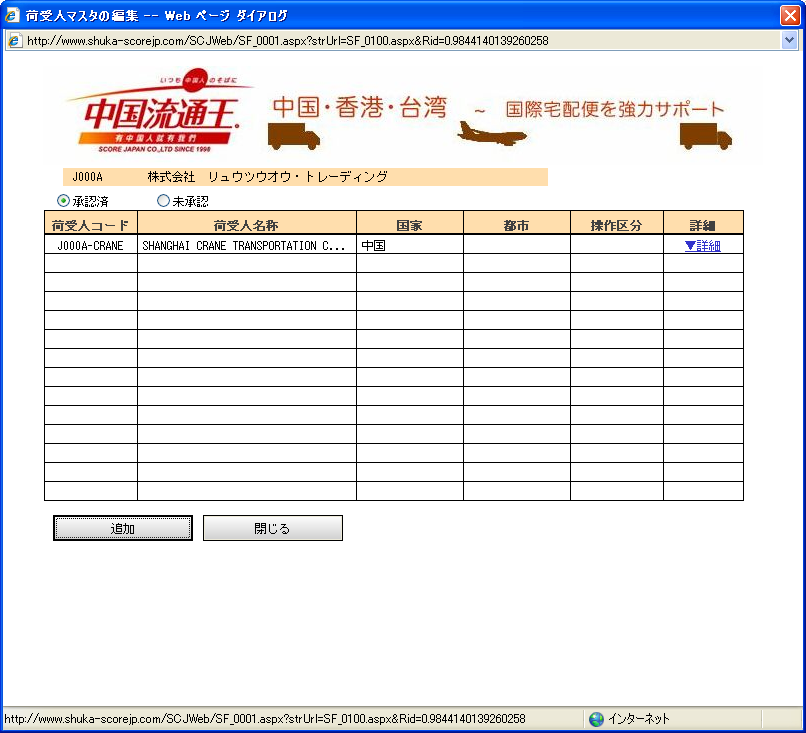 荷受人マスタの編集 -- Web ページ ダイアログ
http://www.shuka-scorejp.com/SCJWeb/SF_0001.aspx?strUrl=SF_0100.aspx&Rid=0.9844140139260258
いつも中国人のそばに
中国流通王.
有中国人就有我們
SCORE JAPAN CO.,LTD SINCE 1998
中国・香港・台湾 ~ 国際宅配便を強力サポート
J000A 株式会社 リュウツウオウ・トレーディング
承認済 未承認
荷受人コード 荷受人名称 国家 都市 操作区分 詳細
J000A-CRANE SHANGHAI CRANE TRANSPORTATION C... 中国 ▼詳細
追加 閉じる
http://www.shuka-scorejp.com/SCJWeb/SF_0001.aspx?strUrl=SF_0100.aspx&Rid=0.9844140139260258 インターネット